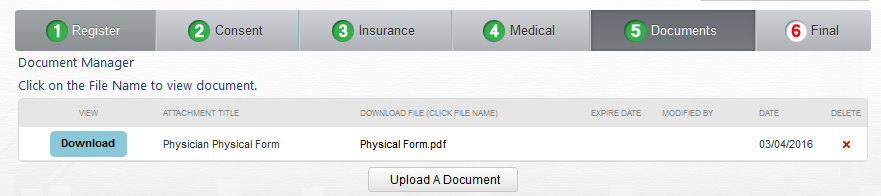 1 Register 2 Consent 3 Insurance 4 Medical 5 Documents 6 Final
Document Manager
Click on the File Name to view document.
VIEW ATTACHMENT TITLE DOWNLOAD FILE (CLICK FILE NAME) EXPIRE DATE MODIFIED BY DATE DELETE
Download Physician Physical Form Physical Form.pdf 03/04/2016 ×
Upload A Document